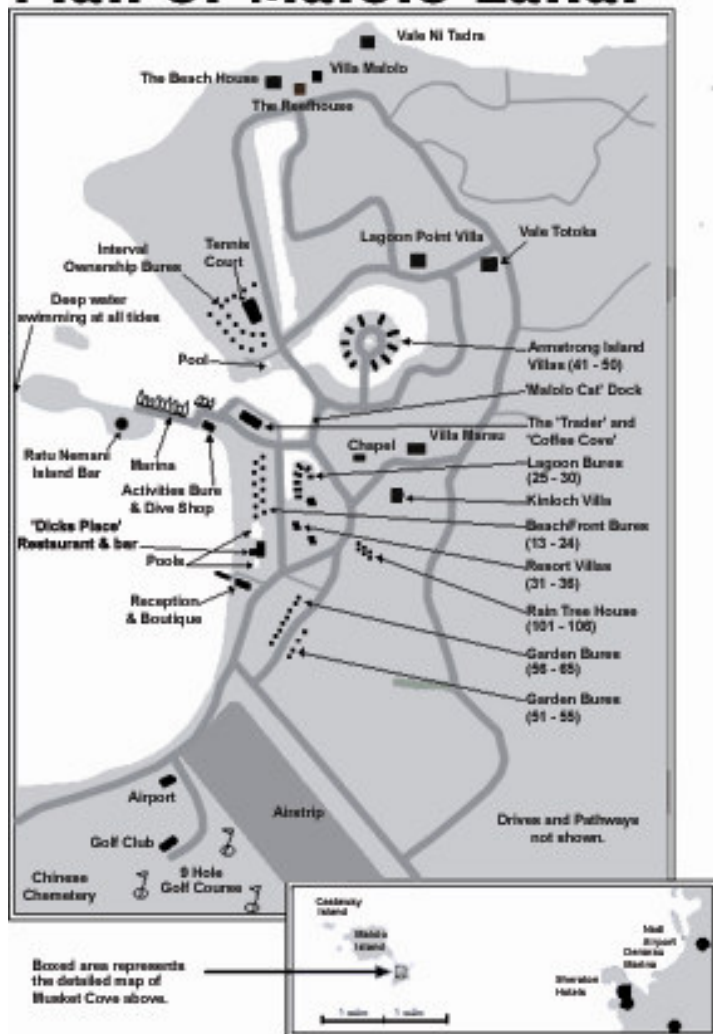 Plan of Malolo Lailai
Vale Ni Tadra
Villa Malolo
The Beach House
The Reefhouse
Interval
Ownership Bures
Tennis
Court
Lagoon Point Villa
Vale Totoka
Deep water
swimming at all tides
Pool
Armstrong Island
Villas (41 - 50)
'Malolo Cat' Dock
The 'Trader' and
'Coffee Cove'
Ratu Nemani
Island Bar
Marina
Activities Bure
& Dive Shop
Chapel
Villa Marau
Lagoon Bures
(25 - 30)
Kinloch Villa
'Dicks Place'
Restaurant & bar
Pools
BeachFront Bures
(13 - 24)
Resort Villas
(31 - 36)
Reception
& Boutique
Rain Tree House
(101 - 106)
Garden Bures
(56 - 65)
Garden Bures
(51 - 55)
Airport
Airstrip
Golf Club
Drives and Pathways
not shown.
Chinese
Chemetery
9 Hole
Golf Course
Castaway
Island
Malolo
Island
Nadi
Airport
Denarau
Marina
Sheraton
Hotels
Boxed area represents
the detailed map of
Musket Cove above.